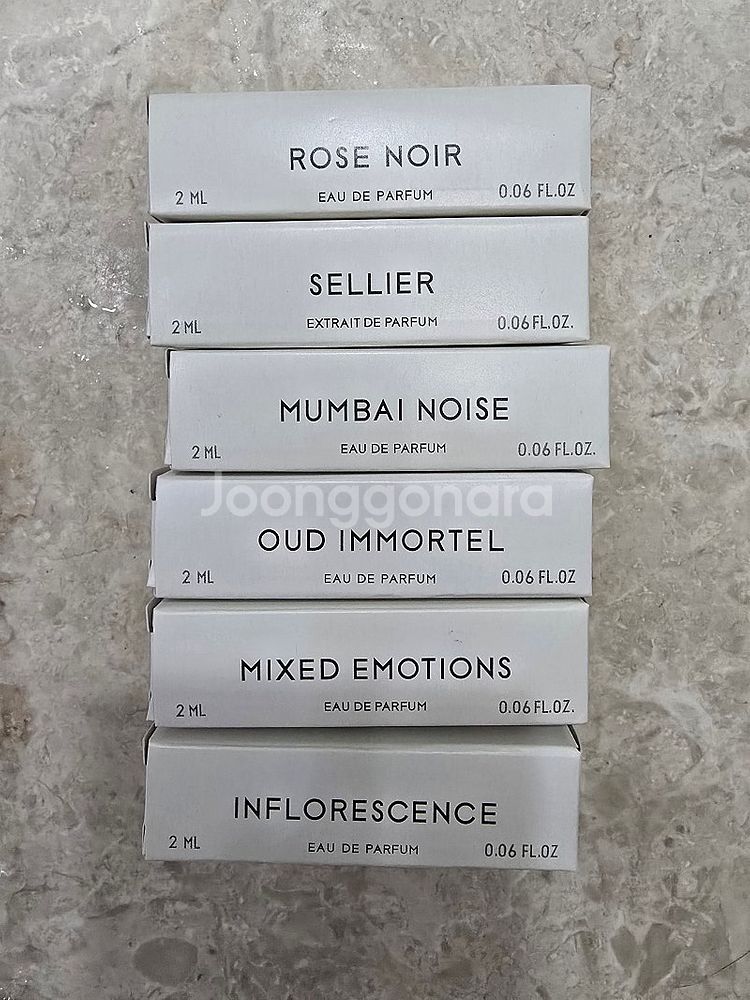 ROSE NOIR
2 ML EAU DE PARFUM 0.06 FL.OZ
SELLIER
2 ML EXTRAIT DE PARFUM 0.06 FL.OZ.
MUMBAI NOISE
2 ML EAU DE PARFUM 0.06 FL.OZ.
Joonggonara
OUD IMMORTEL
2 ML EAU DE PARFUM 0.06 FL.OZ
MIXED EMOTIONS
2 ML EAU DE PARFUM 0.06 FL.OZ.
INFLORESCENCE
2 ML EAU DE PARFUM 0.06 FL.OZ